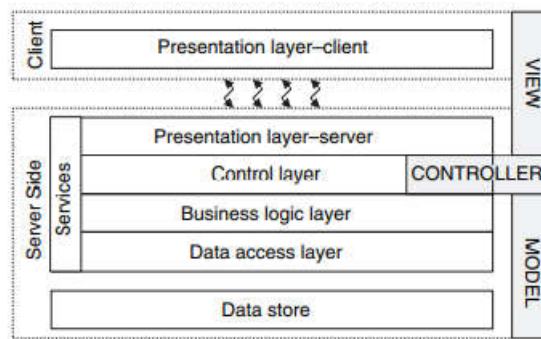 Client
Presentation layer–client
VIEW
Server Side
Services
Presentation layer–server
Control layer
CONTROLLER
Business logic layer
Data access layer
MODEL
Data store